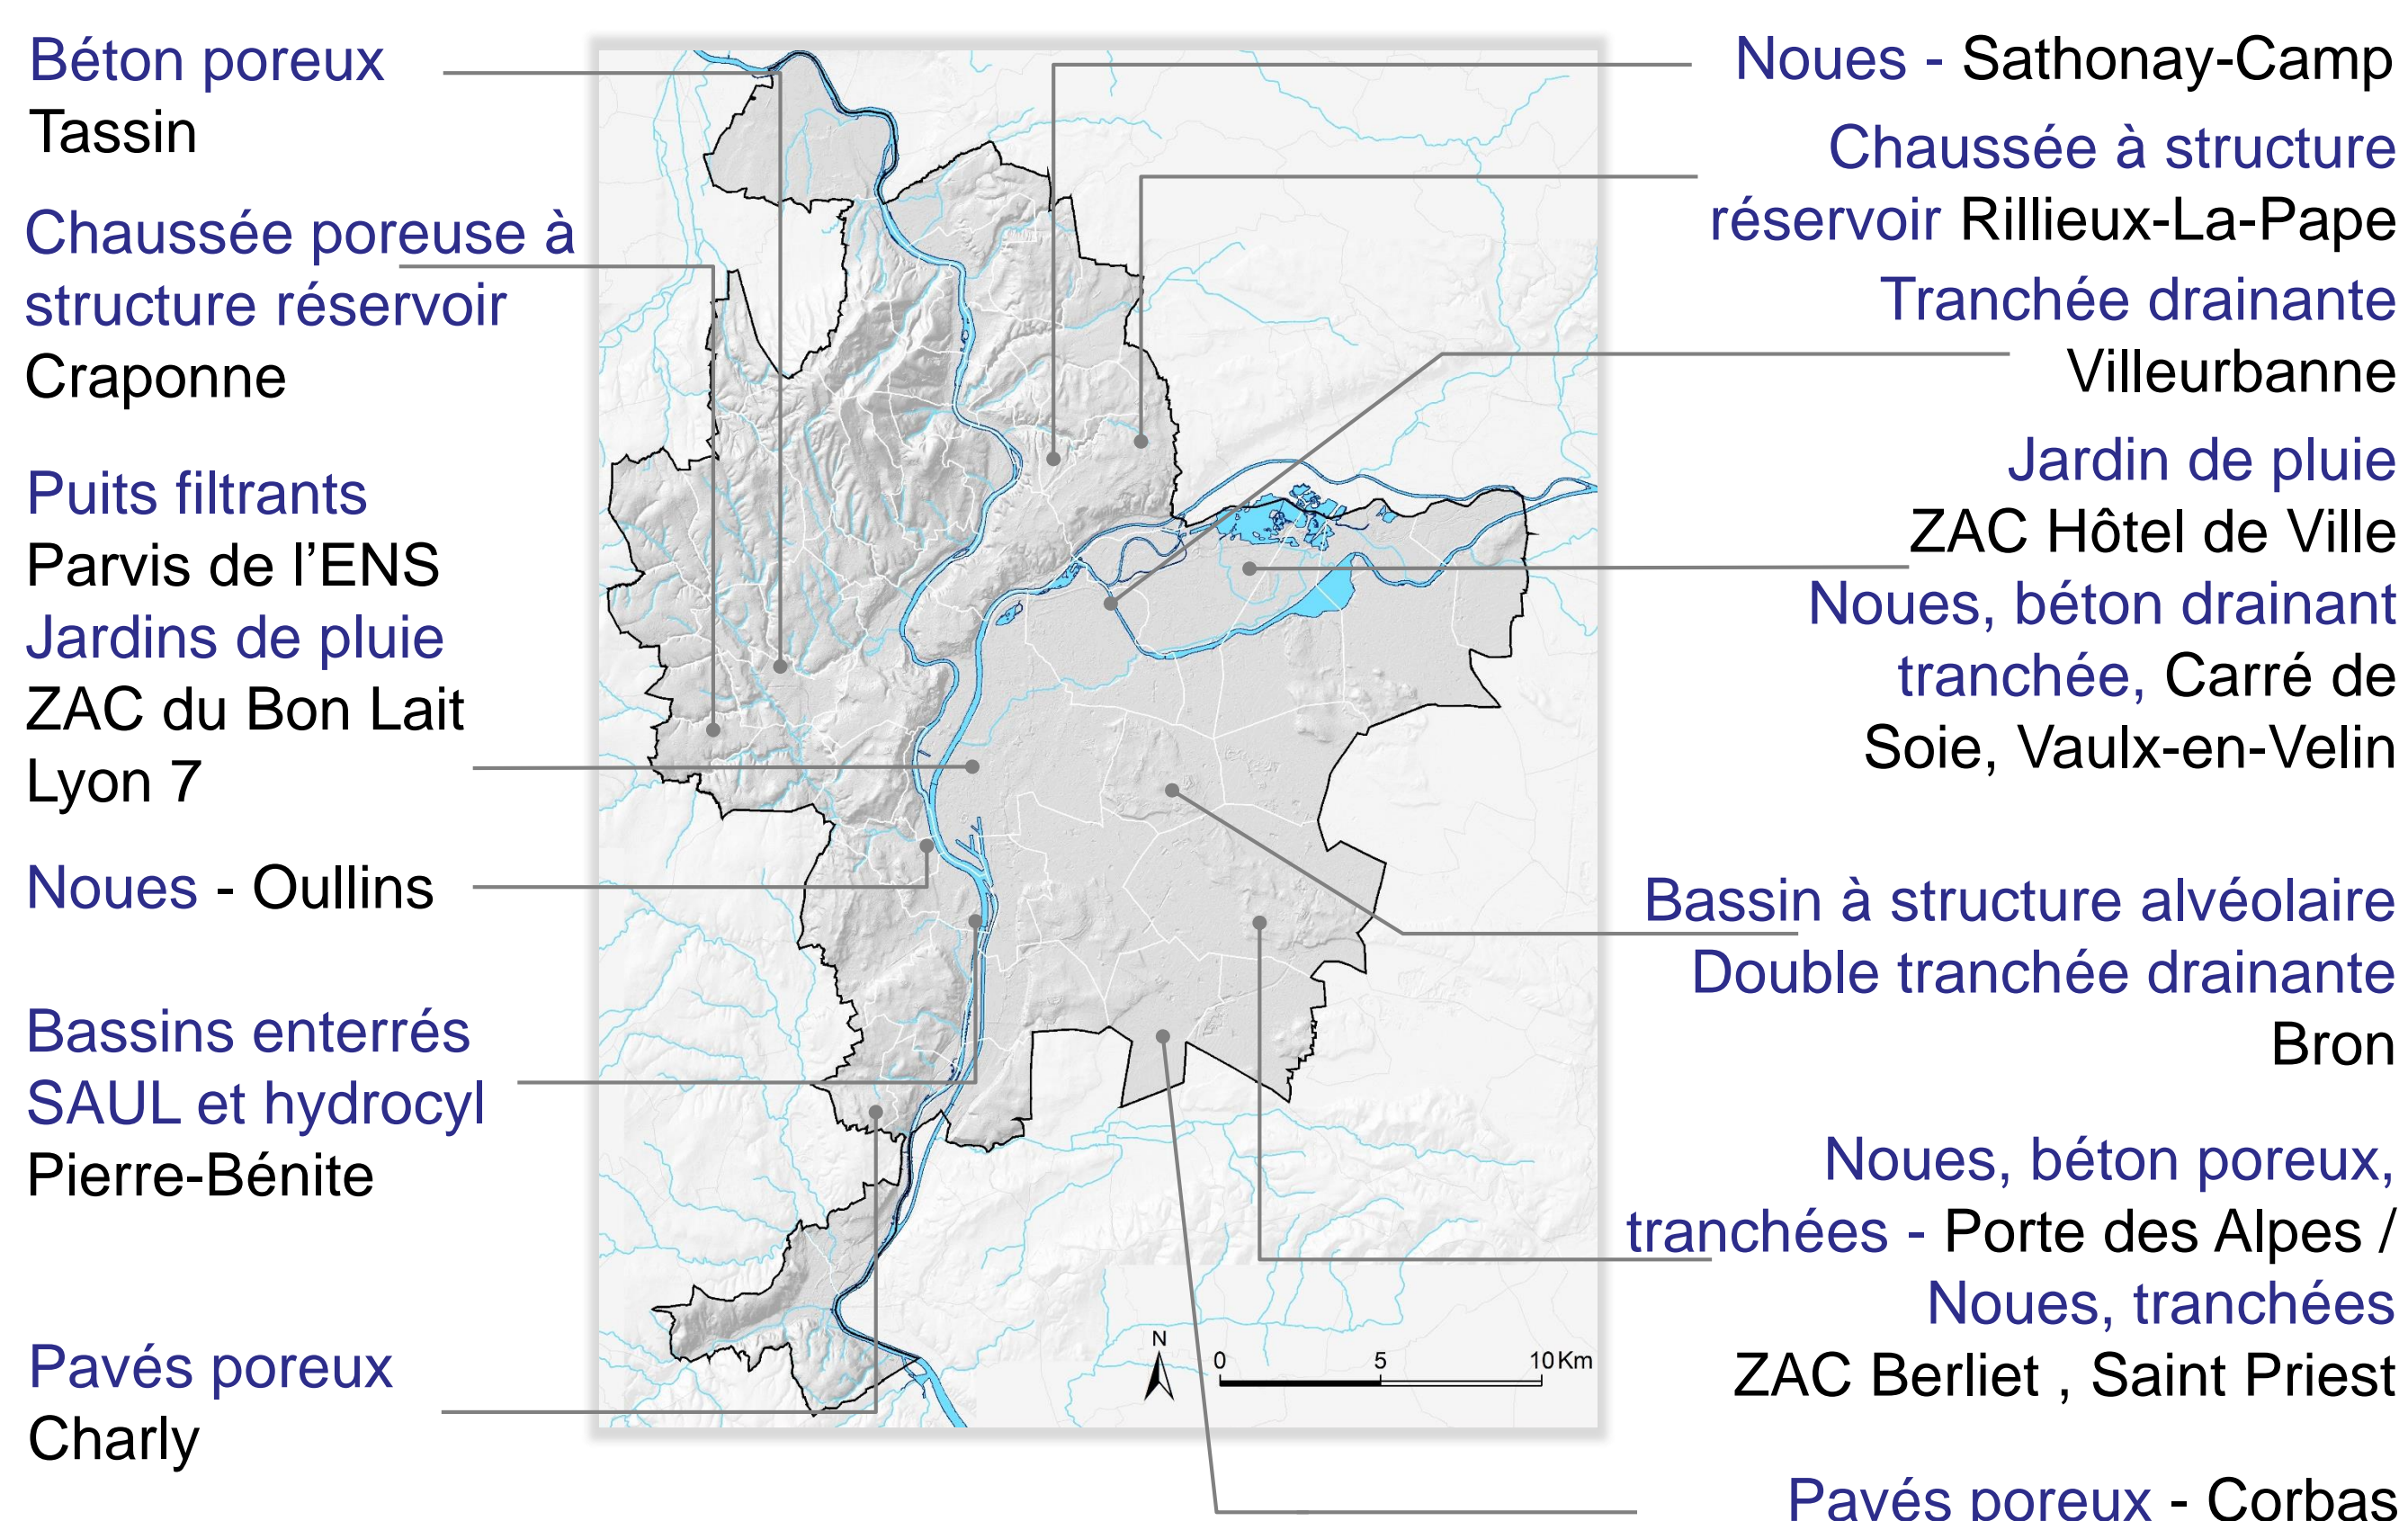 Béton poreux
Tassin
Chaussée poreuse à
structure réservoir
Craponne
Puits filtrants
Parvis de l’ENS
Jardins de pluie
ZAC du Bon Lait
Lyon 7
Noues - Oullins
Bassins enterrés
SAUL et hydrocyl
Pierre-Bénite
Pavés poreux
Charly
N
0 5 10 Km
Noues - Sathonay-Camp
Chaussée à structure
réservoir Rillieux-La-Pape
Tranchée drainante
Villeurbanne
Jardin de pluie
ZAC Hôtel de Ville
Noues, béton drainant
tranchée, Carré de
Soie, Vaulx-en-Velin
Bassin à structure alvéolaire
Double tranchée drainante
Bron
Noues, béton poreux,
tranchées - Porte des Alpes /
Noues, tranchées
ZAC Berliet , Saint Priest
Pavés poreux - Corbas